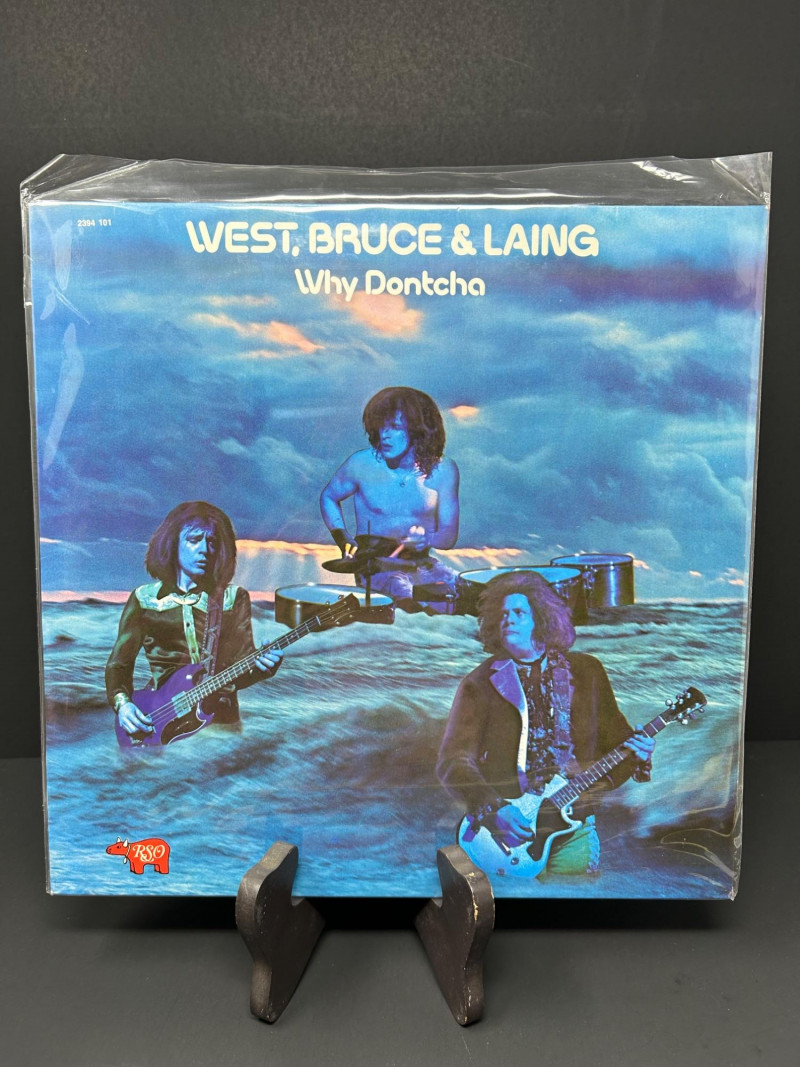 2394 101
WEST, BRUCE & LAING
Why Dontcha
RSO